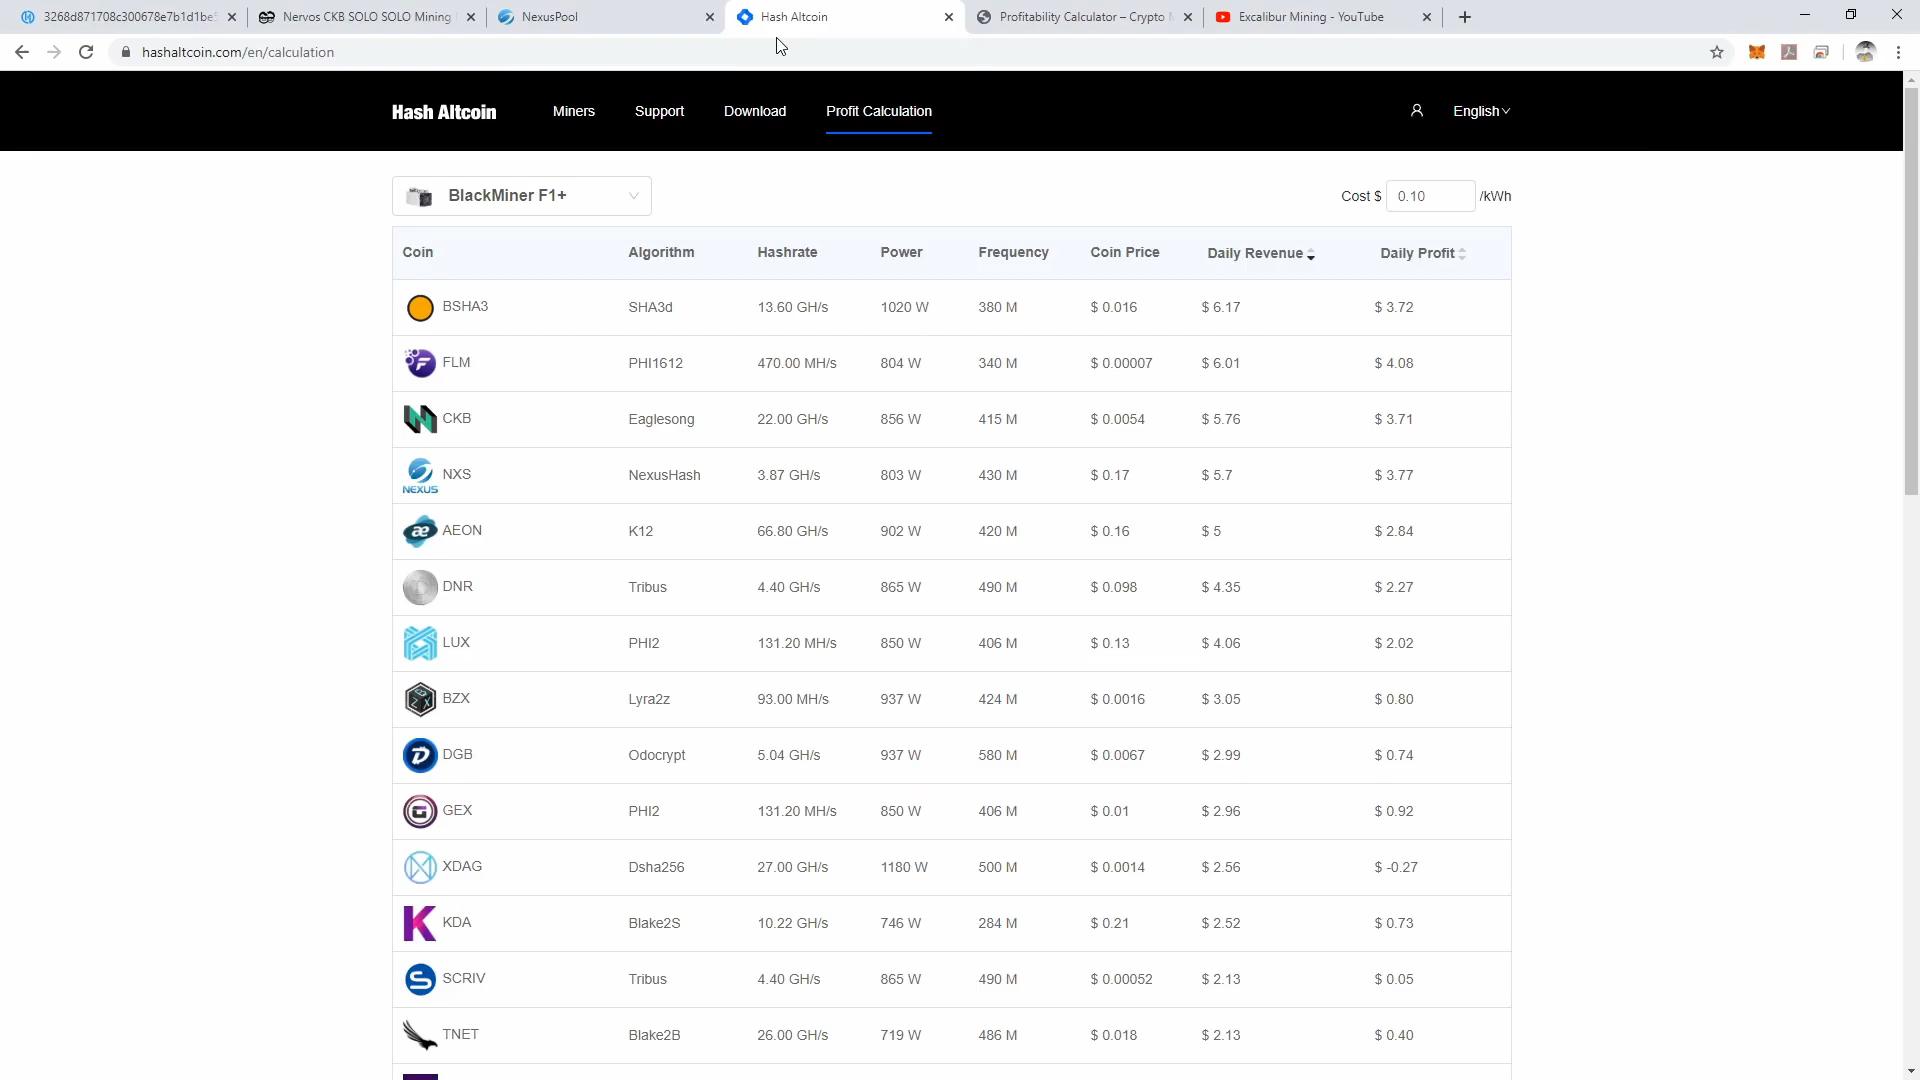 3268d871708c300678e7b1d1be5
Nervos CKB SOLO SOLO Mining
NexusPool
Hash Altcoin
Profitability Calculator – Crypto
Excalibur Mining - YouTube
hashaltcoin.com/en/calculation
Hash Altcoin
Miners
Support
Download
Profit Calculation
English
BlackMiner F1+
Cost $ 0.10 /kWh
Coin Algorithm Hashrate Power Frequency Coin Price Daily Revenue Daily Profit
BSHA3 SHA3d 13.60 GH/s 1020 W 380 M $ 0.016 $ 6.17 $ 3.72
FLM PHI1612 470.00 MH/s 804 W 340 M $ 0.00007 $ 6.01 $ 4.08
CKB Eaglesong 22.00 GH/s 856 W 415 M $ 0.0054 $ 5.76 $ 3.71
NEXUS
NXS NexusHash 3.87 GH/s 803 W 430 M $ 0.17 $ 5.7 $ 3.77
AEON K12 66.80 GH/s 902 W 420 M $ 0.16 $ 5 $ 2.84
DNR Tribus 4.40 GH/s 865 W 490 M $ 0.098 $ 4.35 $ 2.27
LUX PHI2 131.20 MH/s 850 W 406 M $ 0.13 $ 4.06 $ 2.02
BZX Lyra2z 93.00 MH/s 937 W 424 M $ 0.0016 $ 3.05 $ 0.80
DGB Odocrypt 5.04 GH/s 937 W 580 M $ 0.0067 $ 2.99 $ 0.74
GEX PHI2 131.20 MH/s 850 W 406 M $ 0.01 $ 2.96 $ 0.92
XDAG Dsha256 27.00 GH/s 1180 W 500 M $ 0.0014 $ 2.56 $ -0.27
KDA Blake2S 10.22 GH/s 746 W 284 M $ 0.21 $ 2.52 $ 0.73
SCRIV Tribus 4.40 GH/s 865 W 490 M $ 0.00052 $ 2.13 $ 0.05
TNET Blake2B 26.00 GH/s 719 W 486 M $ 0.018 $ 2.13 $ 0.40